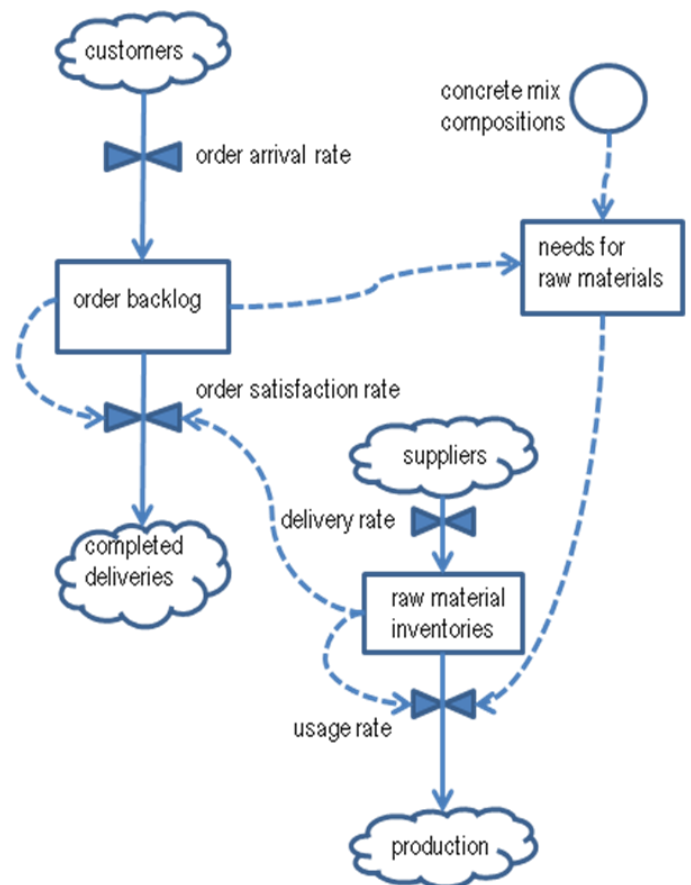 customers
concrete mix
compositions
order arrival rate
needs for
raw materials
order backlog
order satisfaction rate
suppliers
delivery rate
completed
deliveries
raw material
inventories
usage rate
production